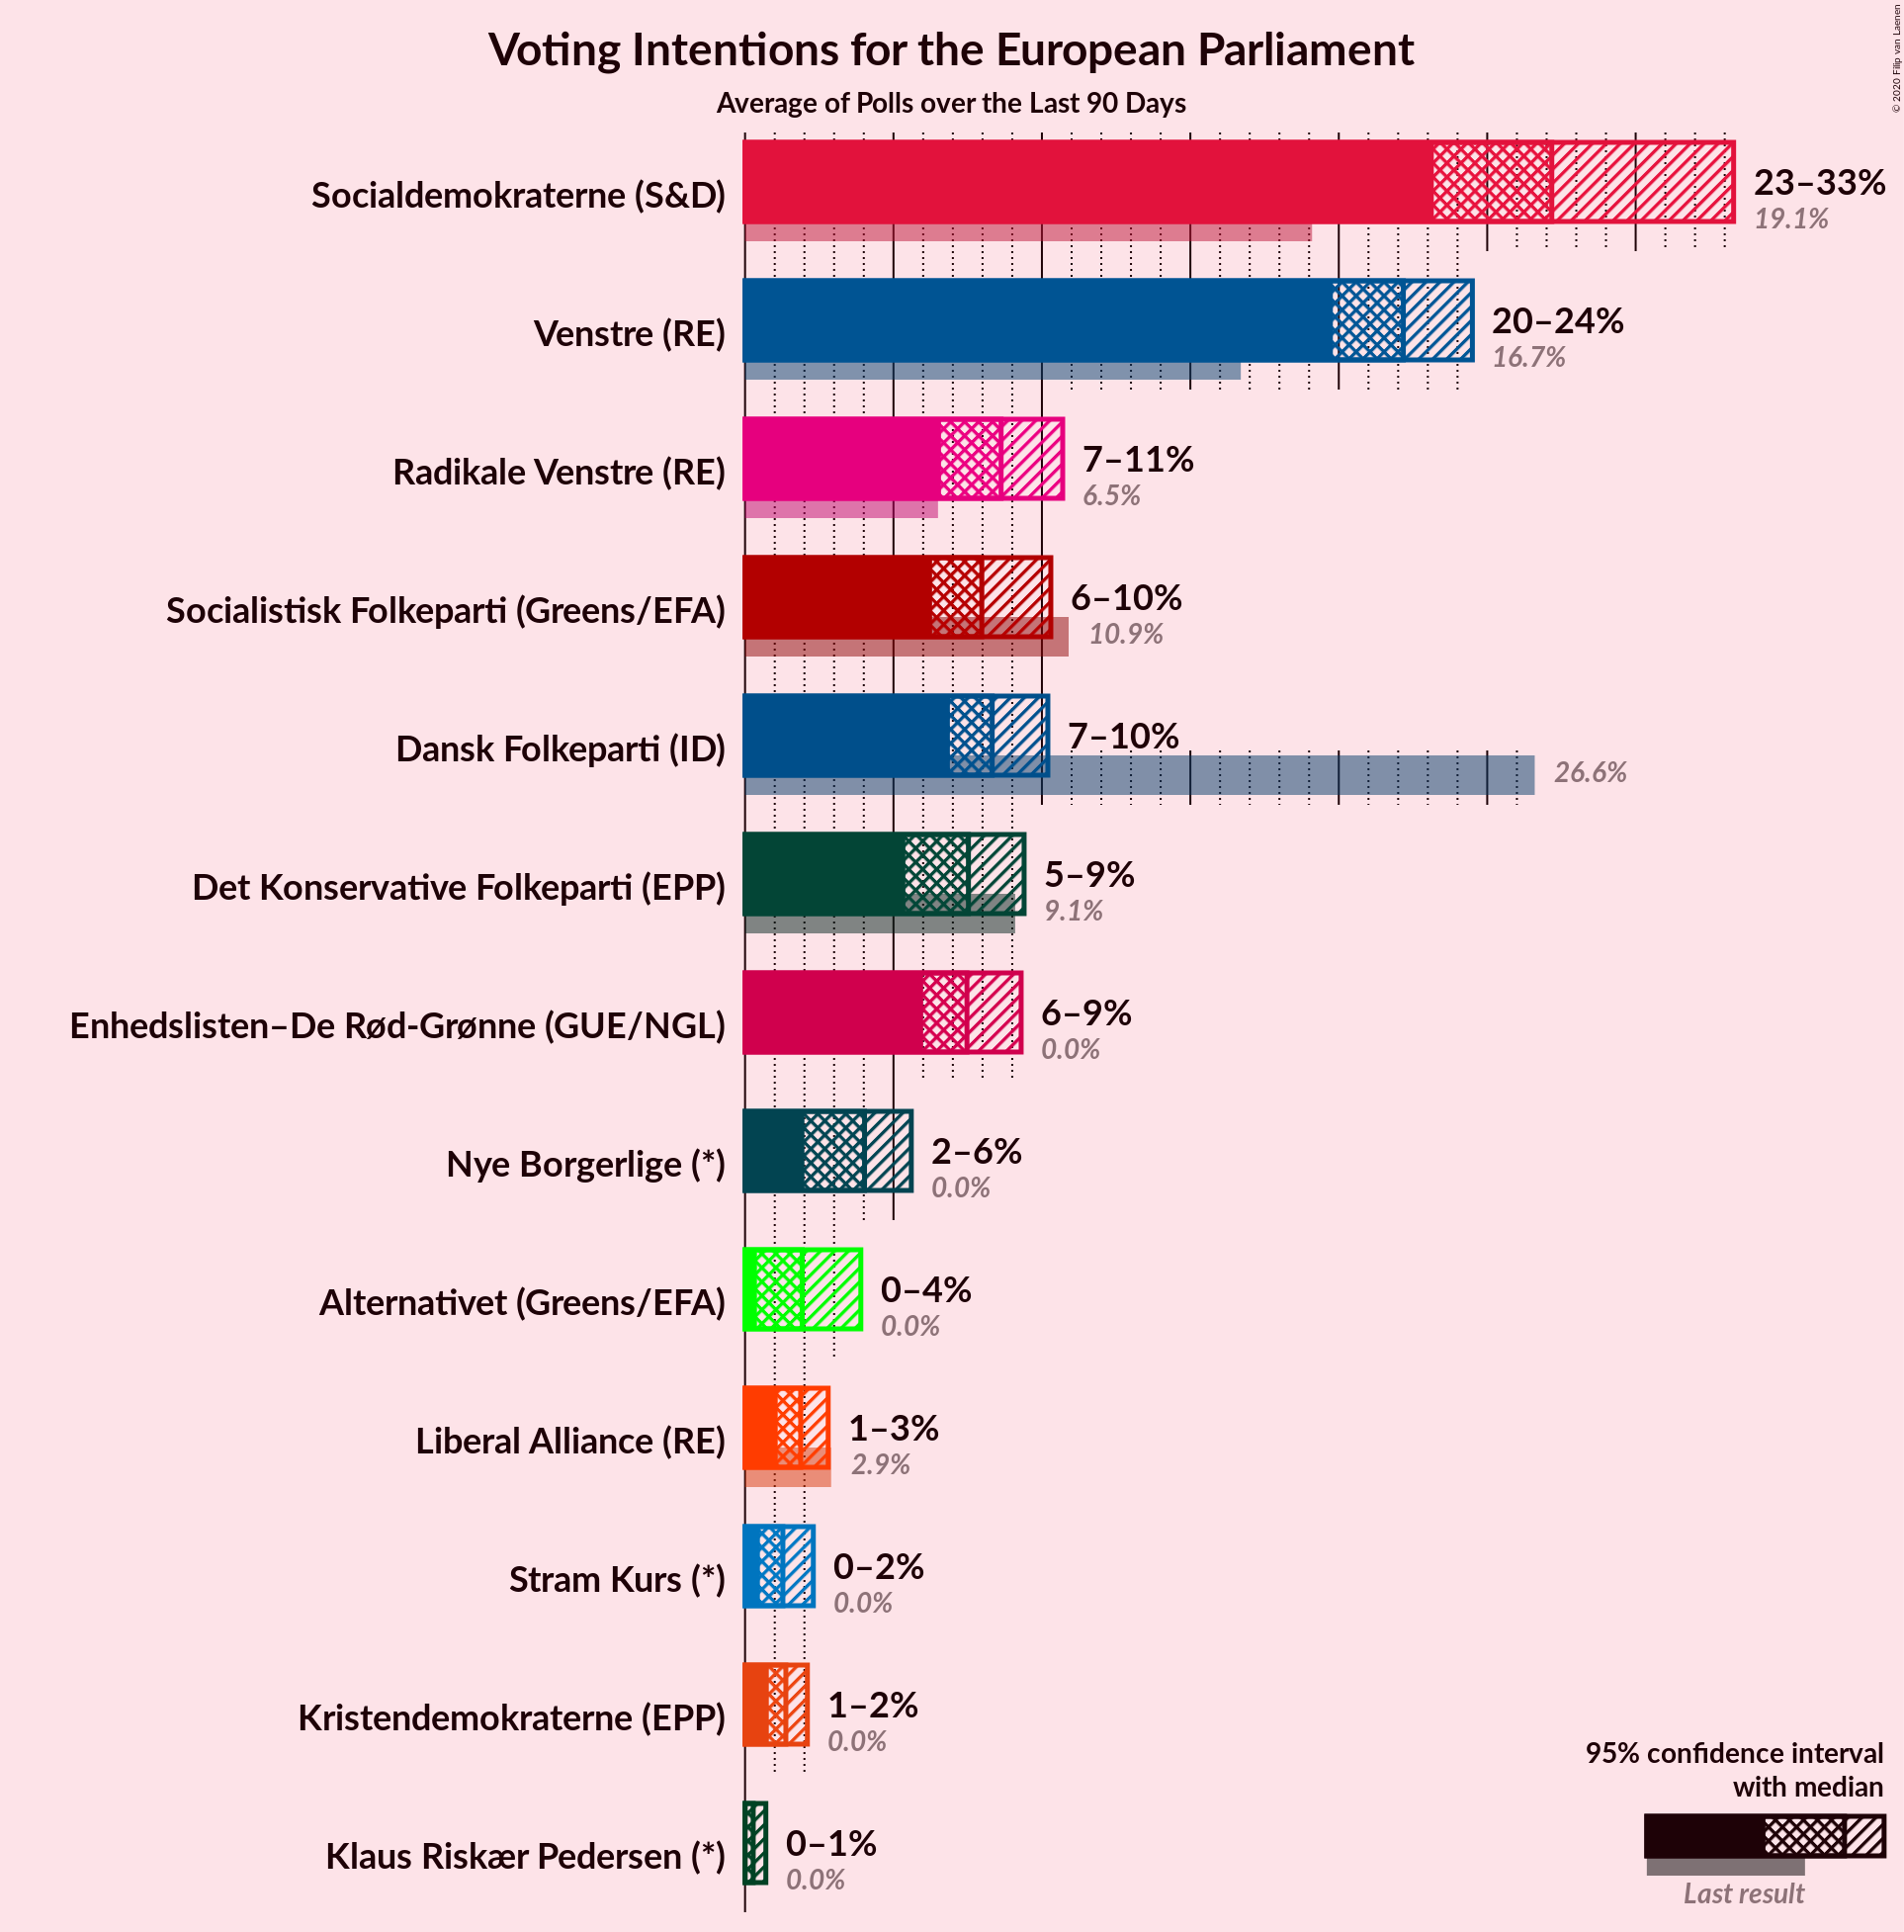 Voting Intentions for the European Parliament
Average of Polls over the Last 90 Days
© 2020 Filip van Laenen
Socialdemokraterne (S&D)
23–33%
19.1%
Venstre (RE)
20–24%
16.7%
Radikale Venstre (RE)
7–11%
6.5%
Socialistisk Folkeparti (Greens/EFA)
6–10%
10.9%
Dansk Folkeparti (ID)
7–10%
26.6%
Det Konservative Folkeparti (EPP)
5–9%
9.1%
Enhedslisten–De Rød-Grønne (GUE/NGL)
6–9%
0.0%
Nye Borgerlige (*)
2–6%
0.0%
Alternativet (Greens/EFA)
0–4%
0.0%
Liberal Alliance (RE)
1–3%
2.9%
Stram Kurs (*)
0–2%
0.0%
Kristendemokraterne (EPP)
1–2%
0.0%
Klaus Riskær Pedersen (*)
0–1%
0.0%
95% confidence interval
with median
Last result